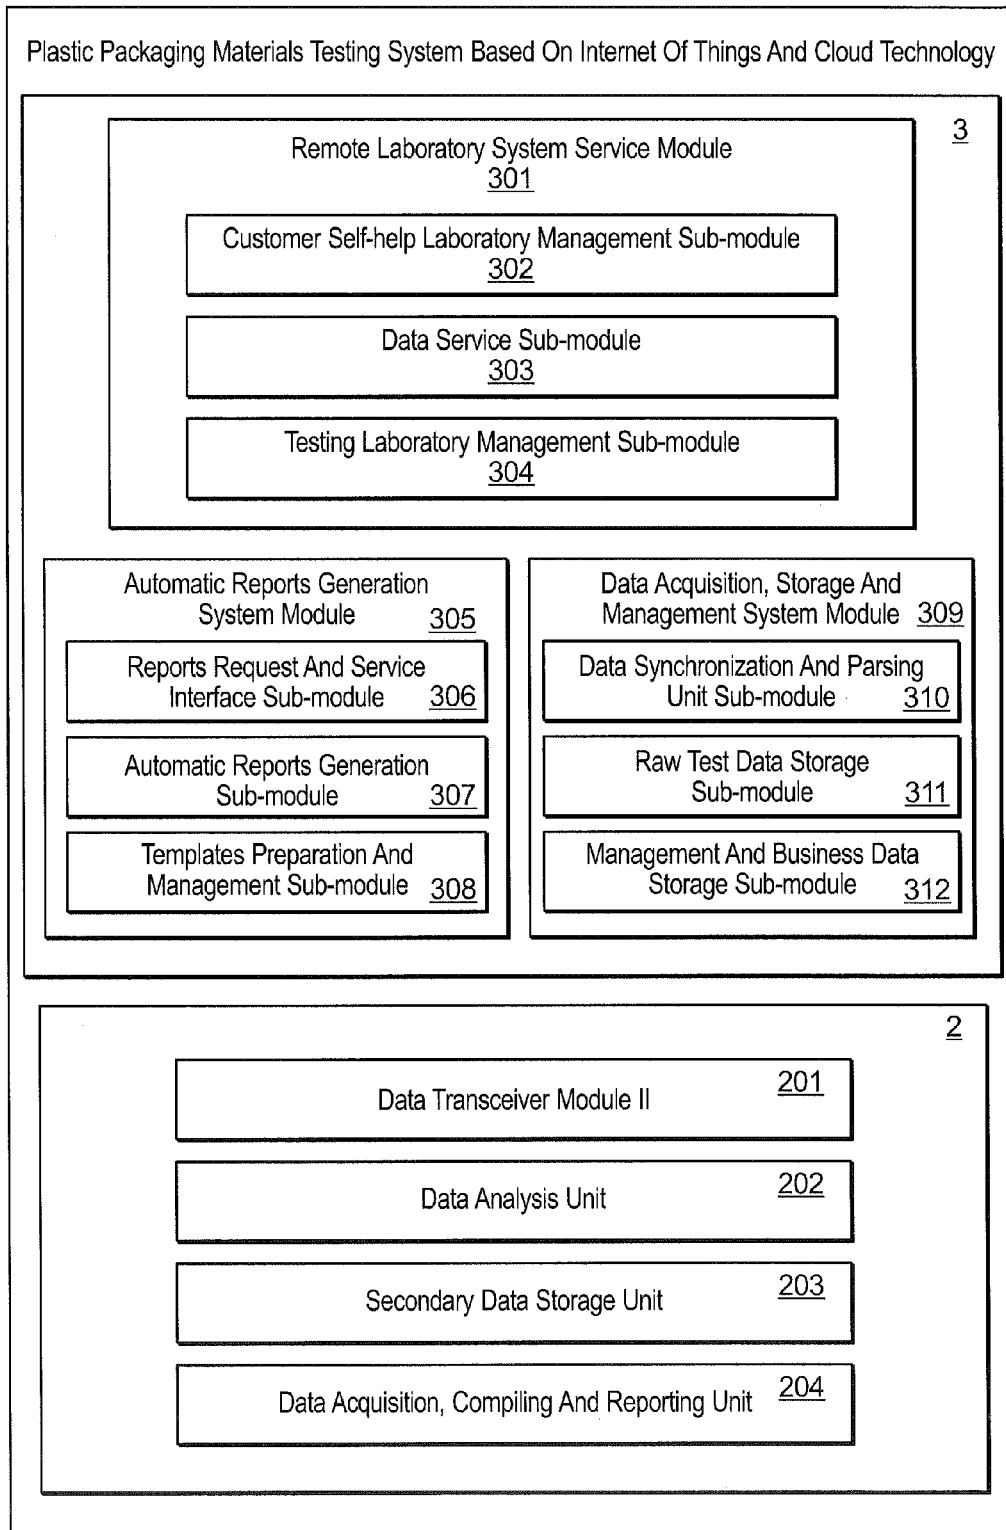 Plastic Packaging Materials Testing System Based On Internet Of Things And Cloud Technology
3
Remote Laboratory System Service Module
301
Customer Self-help Laboratory Management Sub-module
302
Data Service Sub-module
303
Testing Laboratory Management Sub-module
304
Automatic Reports Generation
System Module 305
Reports Request And Service
Interface Sub-module 306
Automatic Reports Generation
Sub-module 307
Templates Preparation And
Management Sub-module 308
Data Acquisition, Storage And
Management System Module 309
Data Synchronization And Parsing
Unit Sub-module 310
Raw Test Data Storage
Sub-module 311
Management And Business Data
Storage Sub-module 312
2
Data Transceiver Module II 201
Data Analysis Unit 202
Secondary Data Storage Unit 203
Data Acquisition, Compiling And Reporting Unit 204